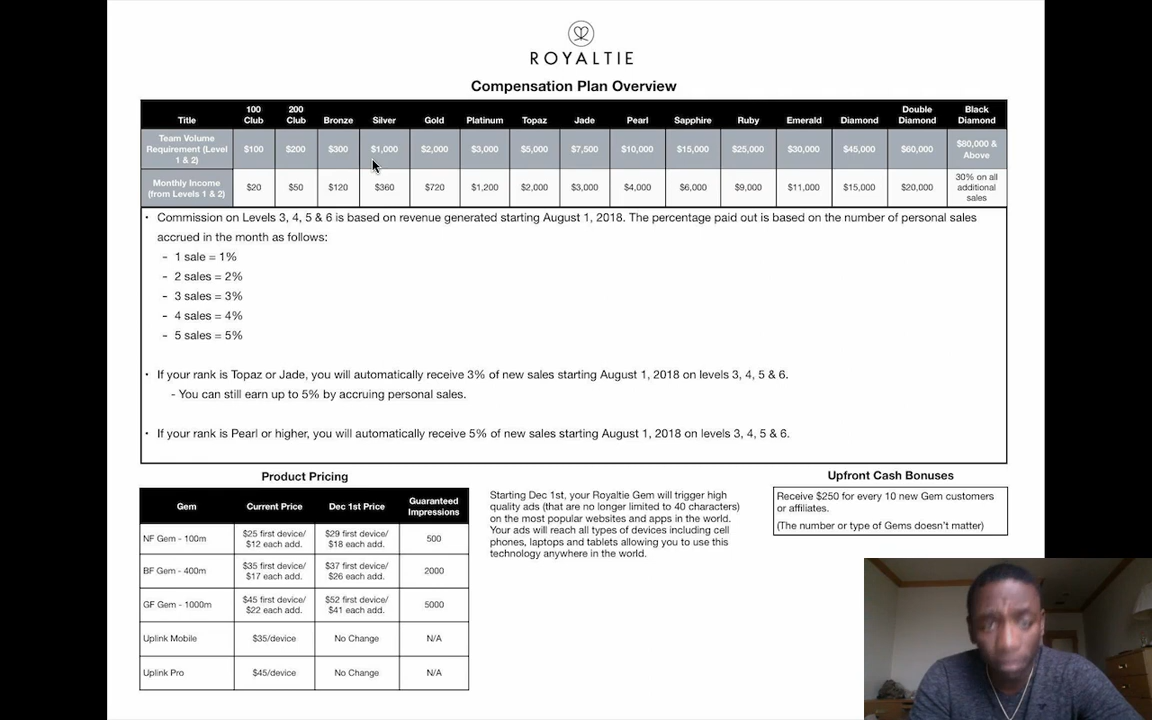 ROYALTIE
Compensation Plan Overview
Title 100 Club 200 Club Bronze Silver Gold Platinum Topaz Jade Pearl Sapphire Ruby Emerald Diamond Double Diamond Black Diamond
Team Volume Requirement (Level 1 & 2) $100 $200 $300 $1,000 $2,000 $3,000 $5,000 $7,500 $10,000 $15,000 $25,000 $30,000 $45,000 $60,000 $80,000 & Above
Monthly Income (from Levels 1 & 2) $20 $50 $120 $360 $720 $1,200 $2,000 $3,000 $4,000 $6,000 $9,000 $11,000 $15,000 $20,000 30% on all additional sales
• Commission on Levels 3, 4, 5 & 6 is based on revenue generated starting August 1, 2018. The percentage paid out is based on the number of personal sales
accrued in the month as follows:
- 1 sale = 1%
- 2 sales = 2%
- 3 sales = 3%
- 4 sales = 4%
- 5 sales = 5%
• If your rank is Topaz or Jade, you will automatically receive 3% of new sales starting August 1, 2018 on levels 3, 4, 5 & 6.
- You can still earn up to 5% by accruing personal sales.
• If your rank is Pearl or higher, you will automatically receive 5% of new sales starting August 1, 2018 on levels 3, 4, 5 & 6.
Product Pricing
Gem Current Price Dec 1st Price Guaranteed Impressions
NF Gem - 100m $25 first device/ $12 each add. $29 first device/ $18 each add. 500
BF Gem - 400m $35 first device/ $17 each add. $37 first device/ $26 each add. 2000
GF Gem - 1000m $45 first device/ $22 each add. $52 first device/ $41 each add. 5000
Uplink Mobile $35/device No Change N/A
Uplink Pro $45/device No Change N/A
Starting Dec 1st, your Royaltie Gem will trigger high
quality ads (that are no longer limited to 40 characters)
on the most popular websites and apps in the world.
Your ads will reach all types of devices including cell
phones, laptops and tablets allowing you to use this
technology anywhere in the world.
Upfront Cash Bonuses
Receive $250 for every 10 new Gem customers
or affiliates.
(The number or type of Gems doesn't matter)